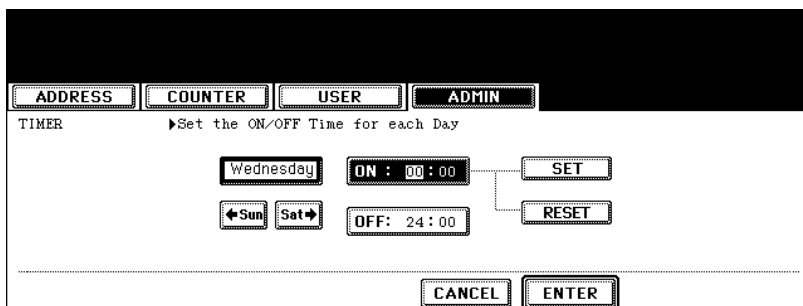 ADDRESS COUNTER USER ADMIN
TIMER ▶Set the ON/OFF Time for each Day
Wednesday ON : 00:00 SET
←Sun Sat→ OFF: 24:00 RESET
CANCEL ENTER